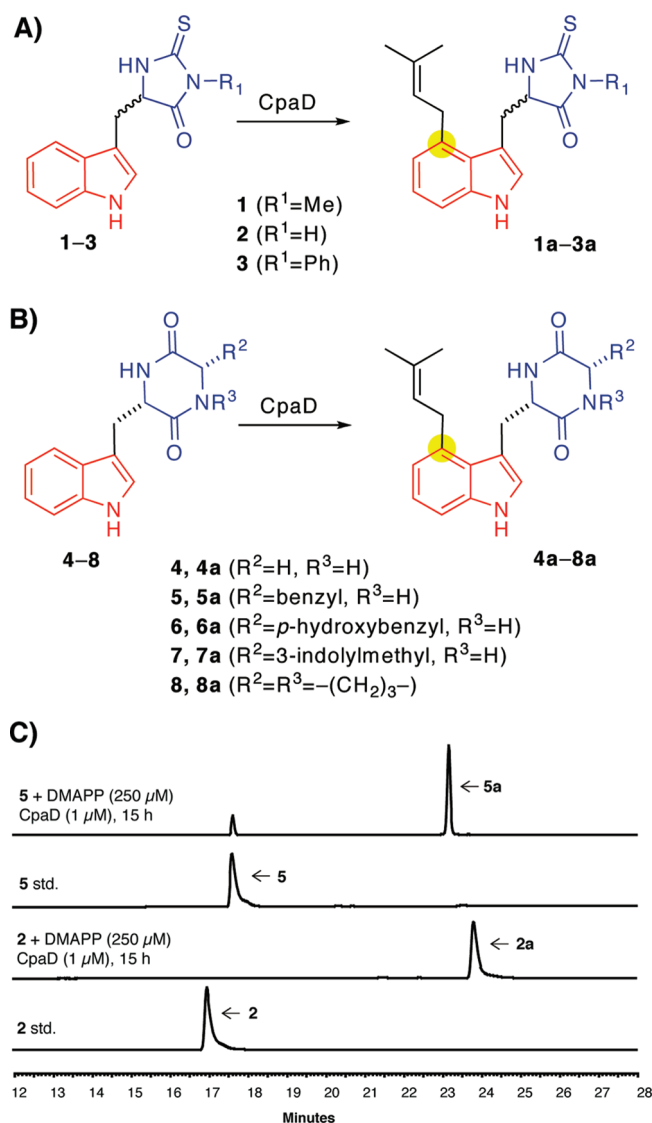 A)
S
HN
N–R₁
O
N
H
1–3
CpaD
1 (R¹=Me)
2 (R¹=H)
3 (R¹=Ph)
S
HN
N–R₁
O
N
H
1a–3a
B)
O
R²
HN
NR³
O
N
H
4–8
CpaD
O
R²
HN
NR³
O
N
H
4a–8a
4, 4a (R²=H, R³=H)
5, 5a (R²=benzyl, R³=H)
6, 6a (R²=p-hydroxybenzyl, R³=H)
7, 7a (R²=3-indolylmethyl, R³=H)
8, 8a (R²=R³=–(CH₂)₃–)
C)
5 + DMAPP (250 µM)
CpaD (1 µM), 15 h
← 5a
5 std.
← 5
2 + DMAPP (250 µM)
CpaD (1 µM), 15 h
← 2a
2 std.
← 2
12 13 14 15 16 17 18 19 20 21 22 23 24 25 26 27 28
Minutes